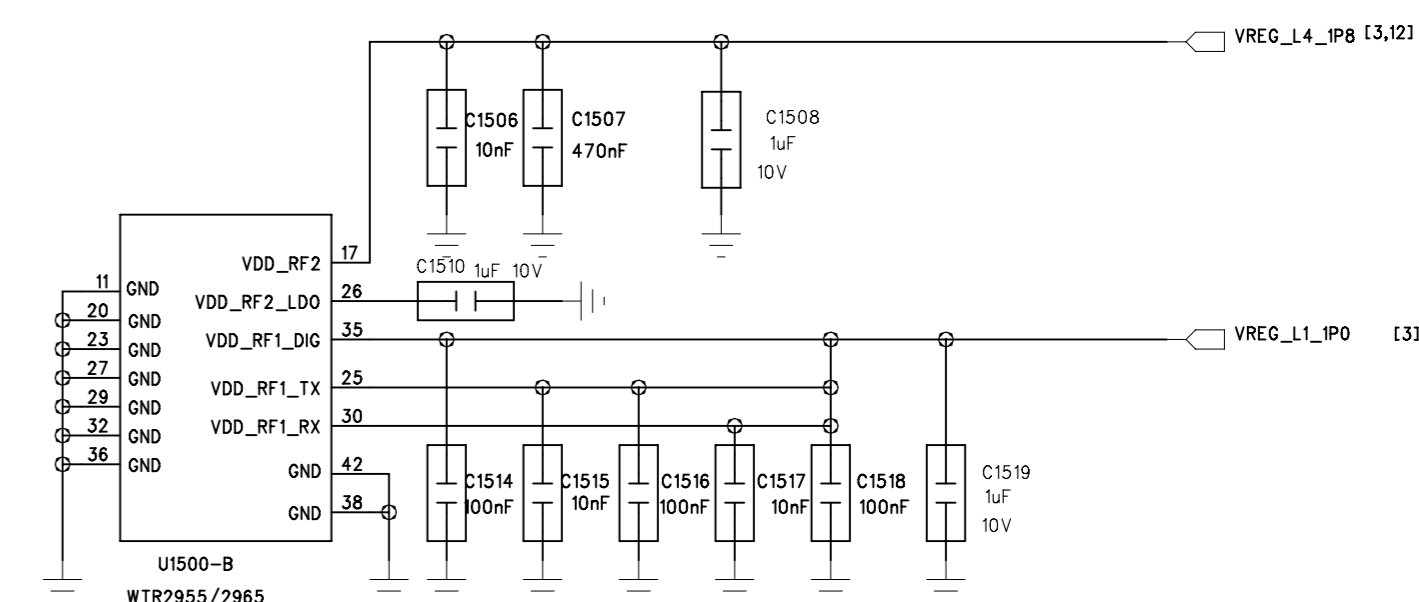 VREG_L4_1P8 [3,12]
C1506
10nF
C1507
470nF
C1508
1uF
10V
VDD_RF2 17
C1510 1uF 10V
11 GND
VDD_RF2_LDO 26
20 GND
VDD_RF1_DIG 35
VREG_L1_1P0 [3]
23 GND
27 GND
VDD_RF1_TX 25
29 GND
VDD_RF1_RX 30
32 GND
36 GND
GND 42
GND 38
C1514
100nF
C1515
10nF
C1516
100nF
C1517
10nF
C1518
100nF
C1519
1uF
10V
U1500-B
WTR2955/2965